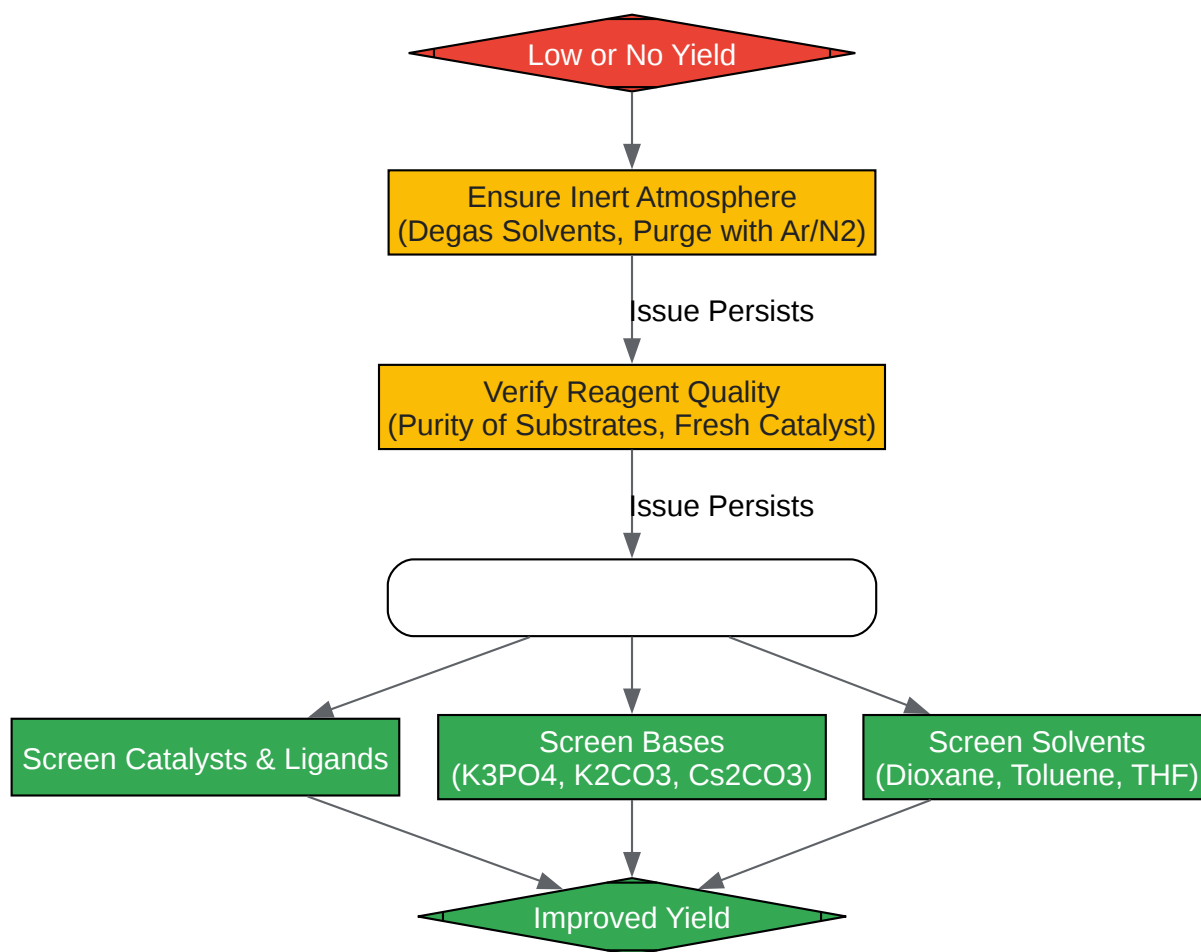 Low or No Yield
Ensure Inert Atmosphere
(Degas Solvents, Purge with Ar/N2)
Issue Persists
Verify Reagent Quality
(Purity of Substrates, Fresh Catalyst)
Issue Persists
Screen Catalysts & Ligands
Screen Bases
(K3PO4, K2CO3, Cs2CO3)
Screen Solvents
(Dioxane, Toluene, THF)
Improved Yield